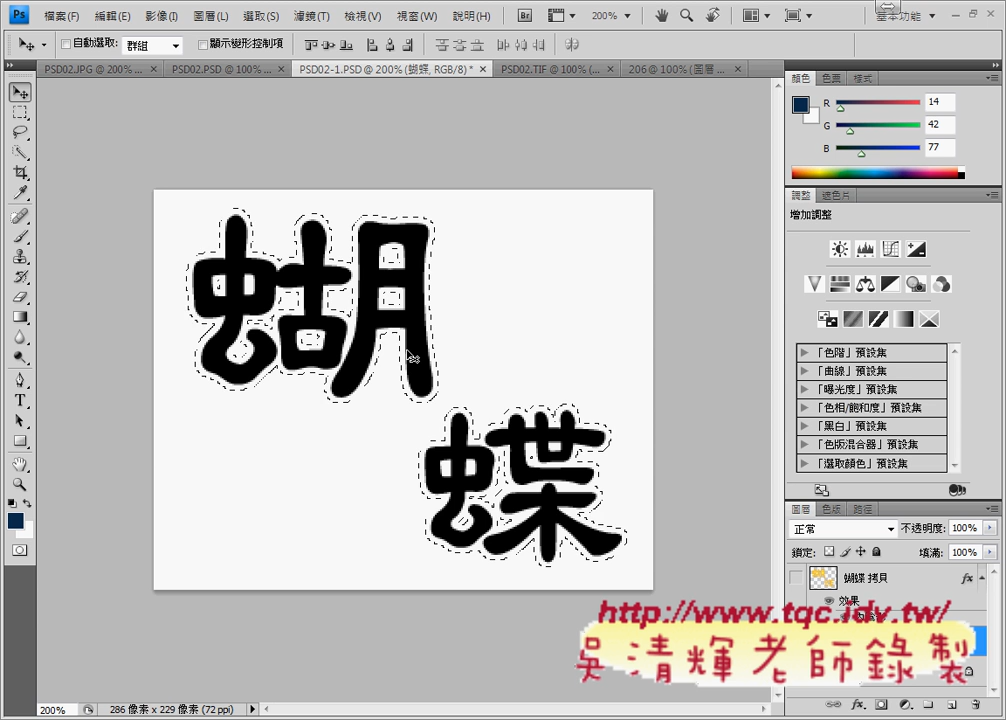 Ps 檔案(F) 編輯(E) 影像(I) 圖層(L) 選取(S) 濾鏡(T) 檢視(V) 視窗(W) 說明(H) Br 200% 基本功能
自動選取: 群組 顯示變形控制項
PSD02.JPG @ 200% ... × PSD02.PSD @ 100% ... × PSD02-1.PSD @ 200% (蝴蝶, RGB/8) * × PSD02.TIF @ 100% (... × 206 @ 100% (圖層 ... ×
顏色 色票 樣式
R 14
G 42
B 77
調整 遮色片
增加調整
「色階」預設集
「曲線」預設集
「曝光度」預設集
「色相/飽和度」預設集
「黑白」預設集
「色版混合器」預設集
「選取顏色」預設集
蝴
蝶
圖層 色版 路徑
正常 不透明度: 100%
鎖定: 填滿: 100%
蝴蝶 拷貝 fx
效果
http://www.tqc.idv.tw/
吳清輝老師錄製
200% 286 像素 x 229 像素 (72 ppi)